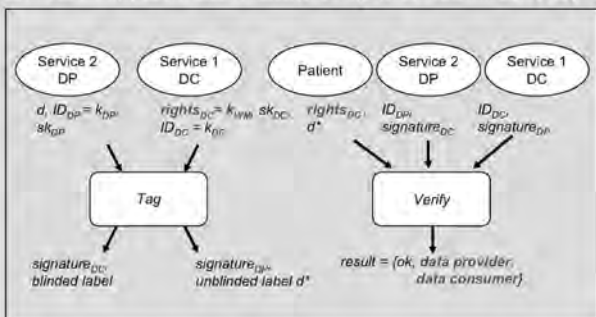 Service 2
DP
Service 1
DC
Patient
Service 2
DP
Service 1
DC
d, ID_DP = k_DP,
sk_DP
rights_DC = k_WM, sk_DC,
ID_DC = k_DC
rights_DC,
d*
ID_DP,
signature_DC
ID_DC,
signature_DP
Tag
Verify
signature_DC,
blinded label
signature_DP,
unblinded label d*
result = {ok, data provider,
data consumer}